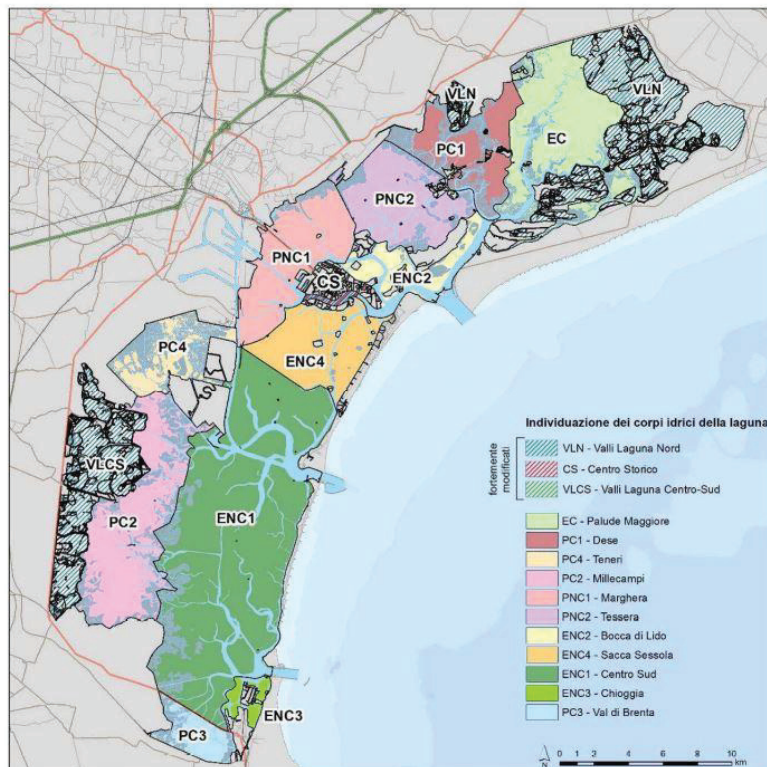 VLN
VLN
EC
PC1
PNC2
PNC1
CS
ENC2
PC4
ENC4
VLCS
PC2
ENC1
PC3
ENC3
Individuazione dei corpi idrici della laguna
fortemente modificati
VLN - Valli Laguna Nord
CS - Centro Storico
VLCS - Valli Laguna Centro-Sud
EC - Palude Maggiore
PC1 - Dese
PC4 - Teneri
PC2 - Millecampi
PNC1 - Marghera
PNC2 - Tessera
ENC2 - Bocca di Lido
ENC4 - Sacca Sessola
ENC1 - Centro Sud
ENC3 - Chioggia
PC3 - Val di Brenta
0 1 2 4 6 8 10
km